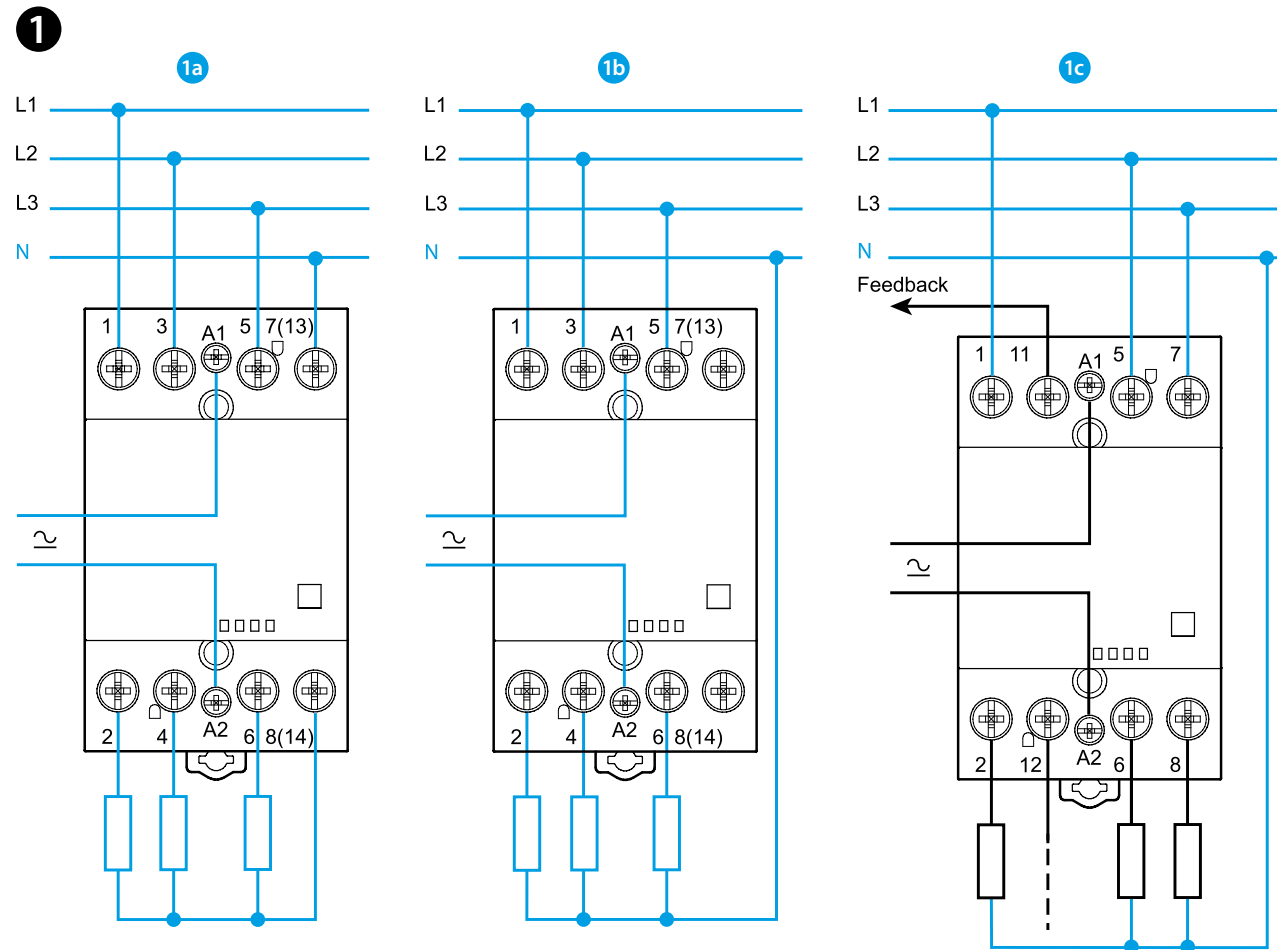 1
1a 1b 1c
L1 L1 L1
L2 L2 L2
L3 L3 L3
N N N
Feedback
1 3 A1 5 7(13)
1 3 A1 5 7(13)
1 11 A1 5 7
2 4 A2 6 8(14)
2 4 A2 6 8(14)
2 12 A2 6 8